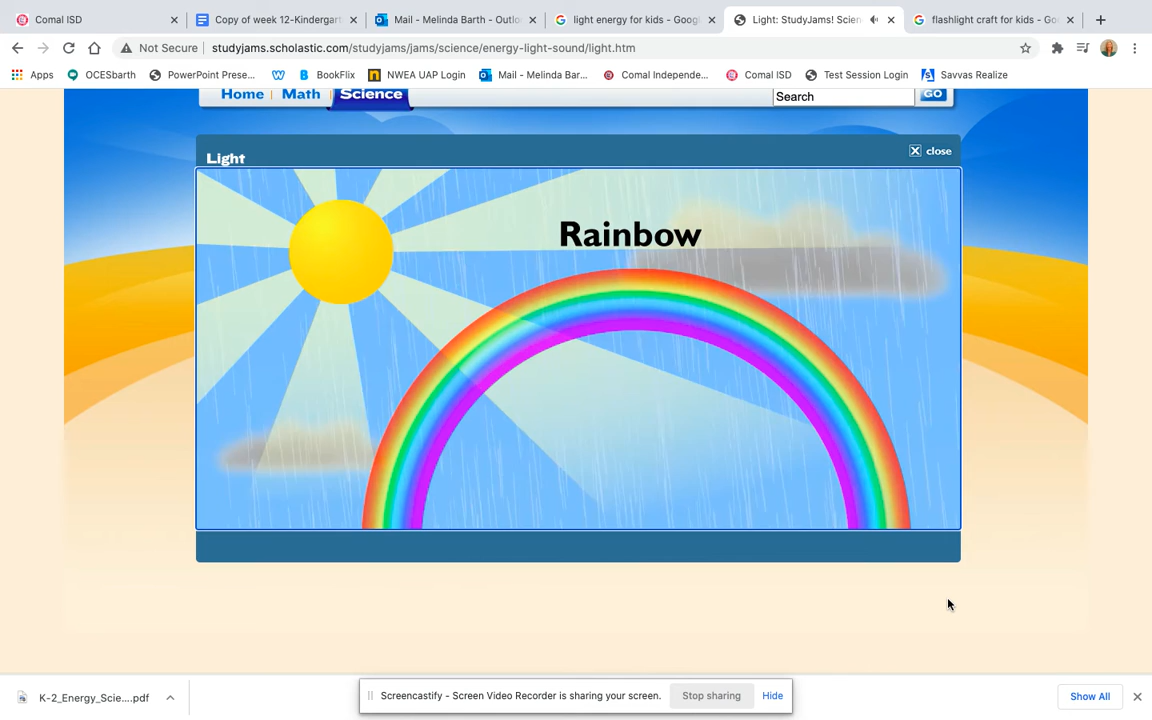 Comal ISD
Copy of week 12-Kindergart
Mail - Melinda Barth - Outlo
light energy for kids - Googl
Light: StudyJams! Scien
flashlight craft for kids - Goo
Not Secure
studyjams.scholastic.com/studyjams/jams/science/energy-light-sound/light.htm
Apps
OCESbarth
PowerPoint Prese...
BookFlix
NWEA UAP Login
Mail - Melinda Bar...
Comal Independe...
Comal ISD
Test Session Login
Savvas Realize
Home
Math
Science
Search
GO
Light
close
Rainbow
K-2_Energy_Scie....pdf
Screencastify - Screen Video Recorder is sharing your screen.
Stop sharing
Hide
Show All